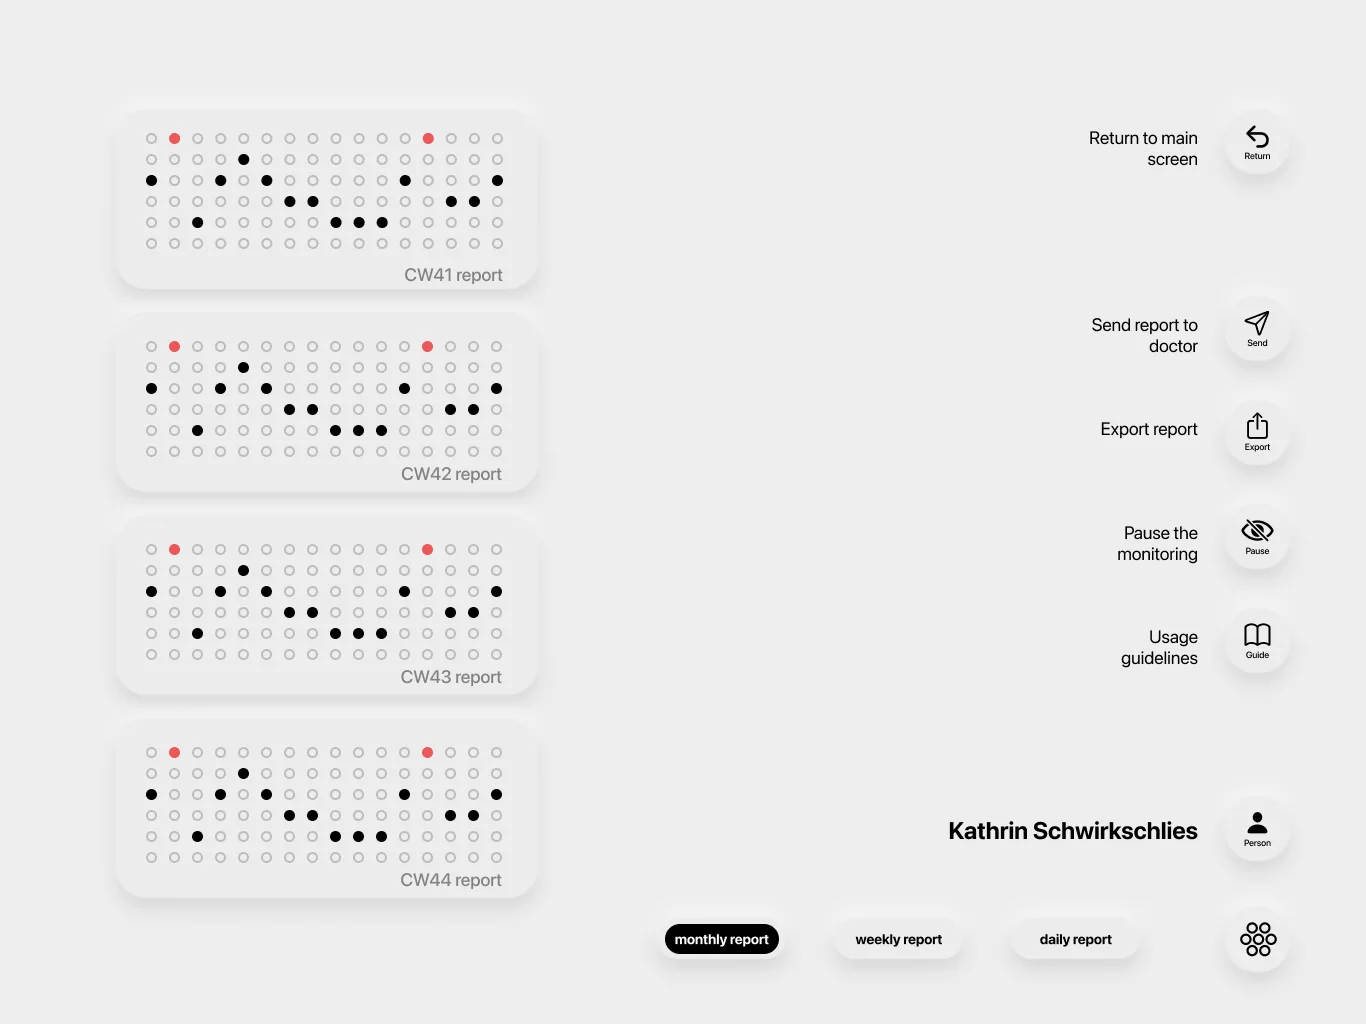 CW41 report
CW42 report
CW43 report
CW44 report
Return to main
screen
Return
Send report to
doctor
Send
Export report
Export
Pause the
monitoring
Pause
Usage
guidelines
Guide
Kathrin Schwirkschlies
Person
monthly report
weekly report
daily report